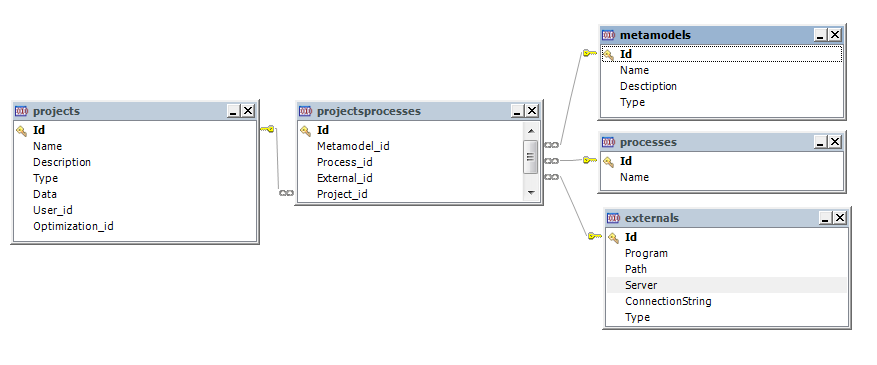 metamodels
Id
Name
Desctiption
Type
projects
Id
Name
Description
Type
Data
User_id
Optimization_id
projectsprocesses
Id
Metamodel_id
Process_id
External_id
Project_id
processes
Id
Name
externals
Id
Program
Path
Server
ConnectionString
Type